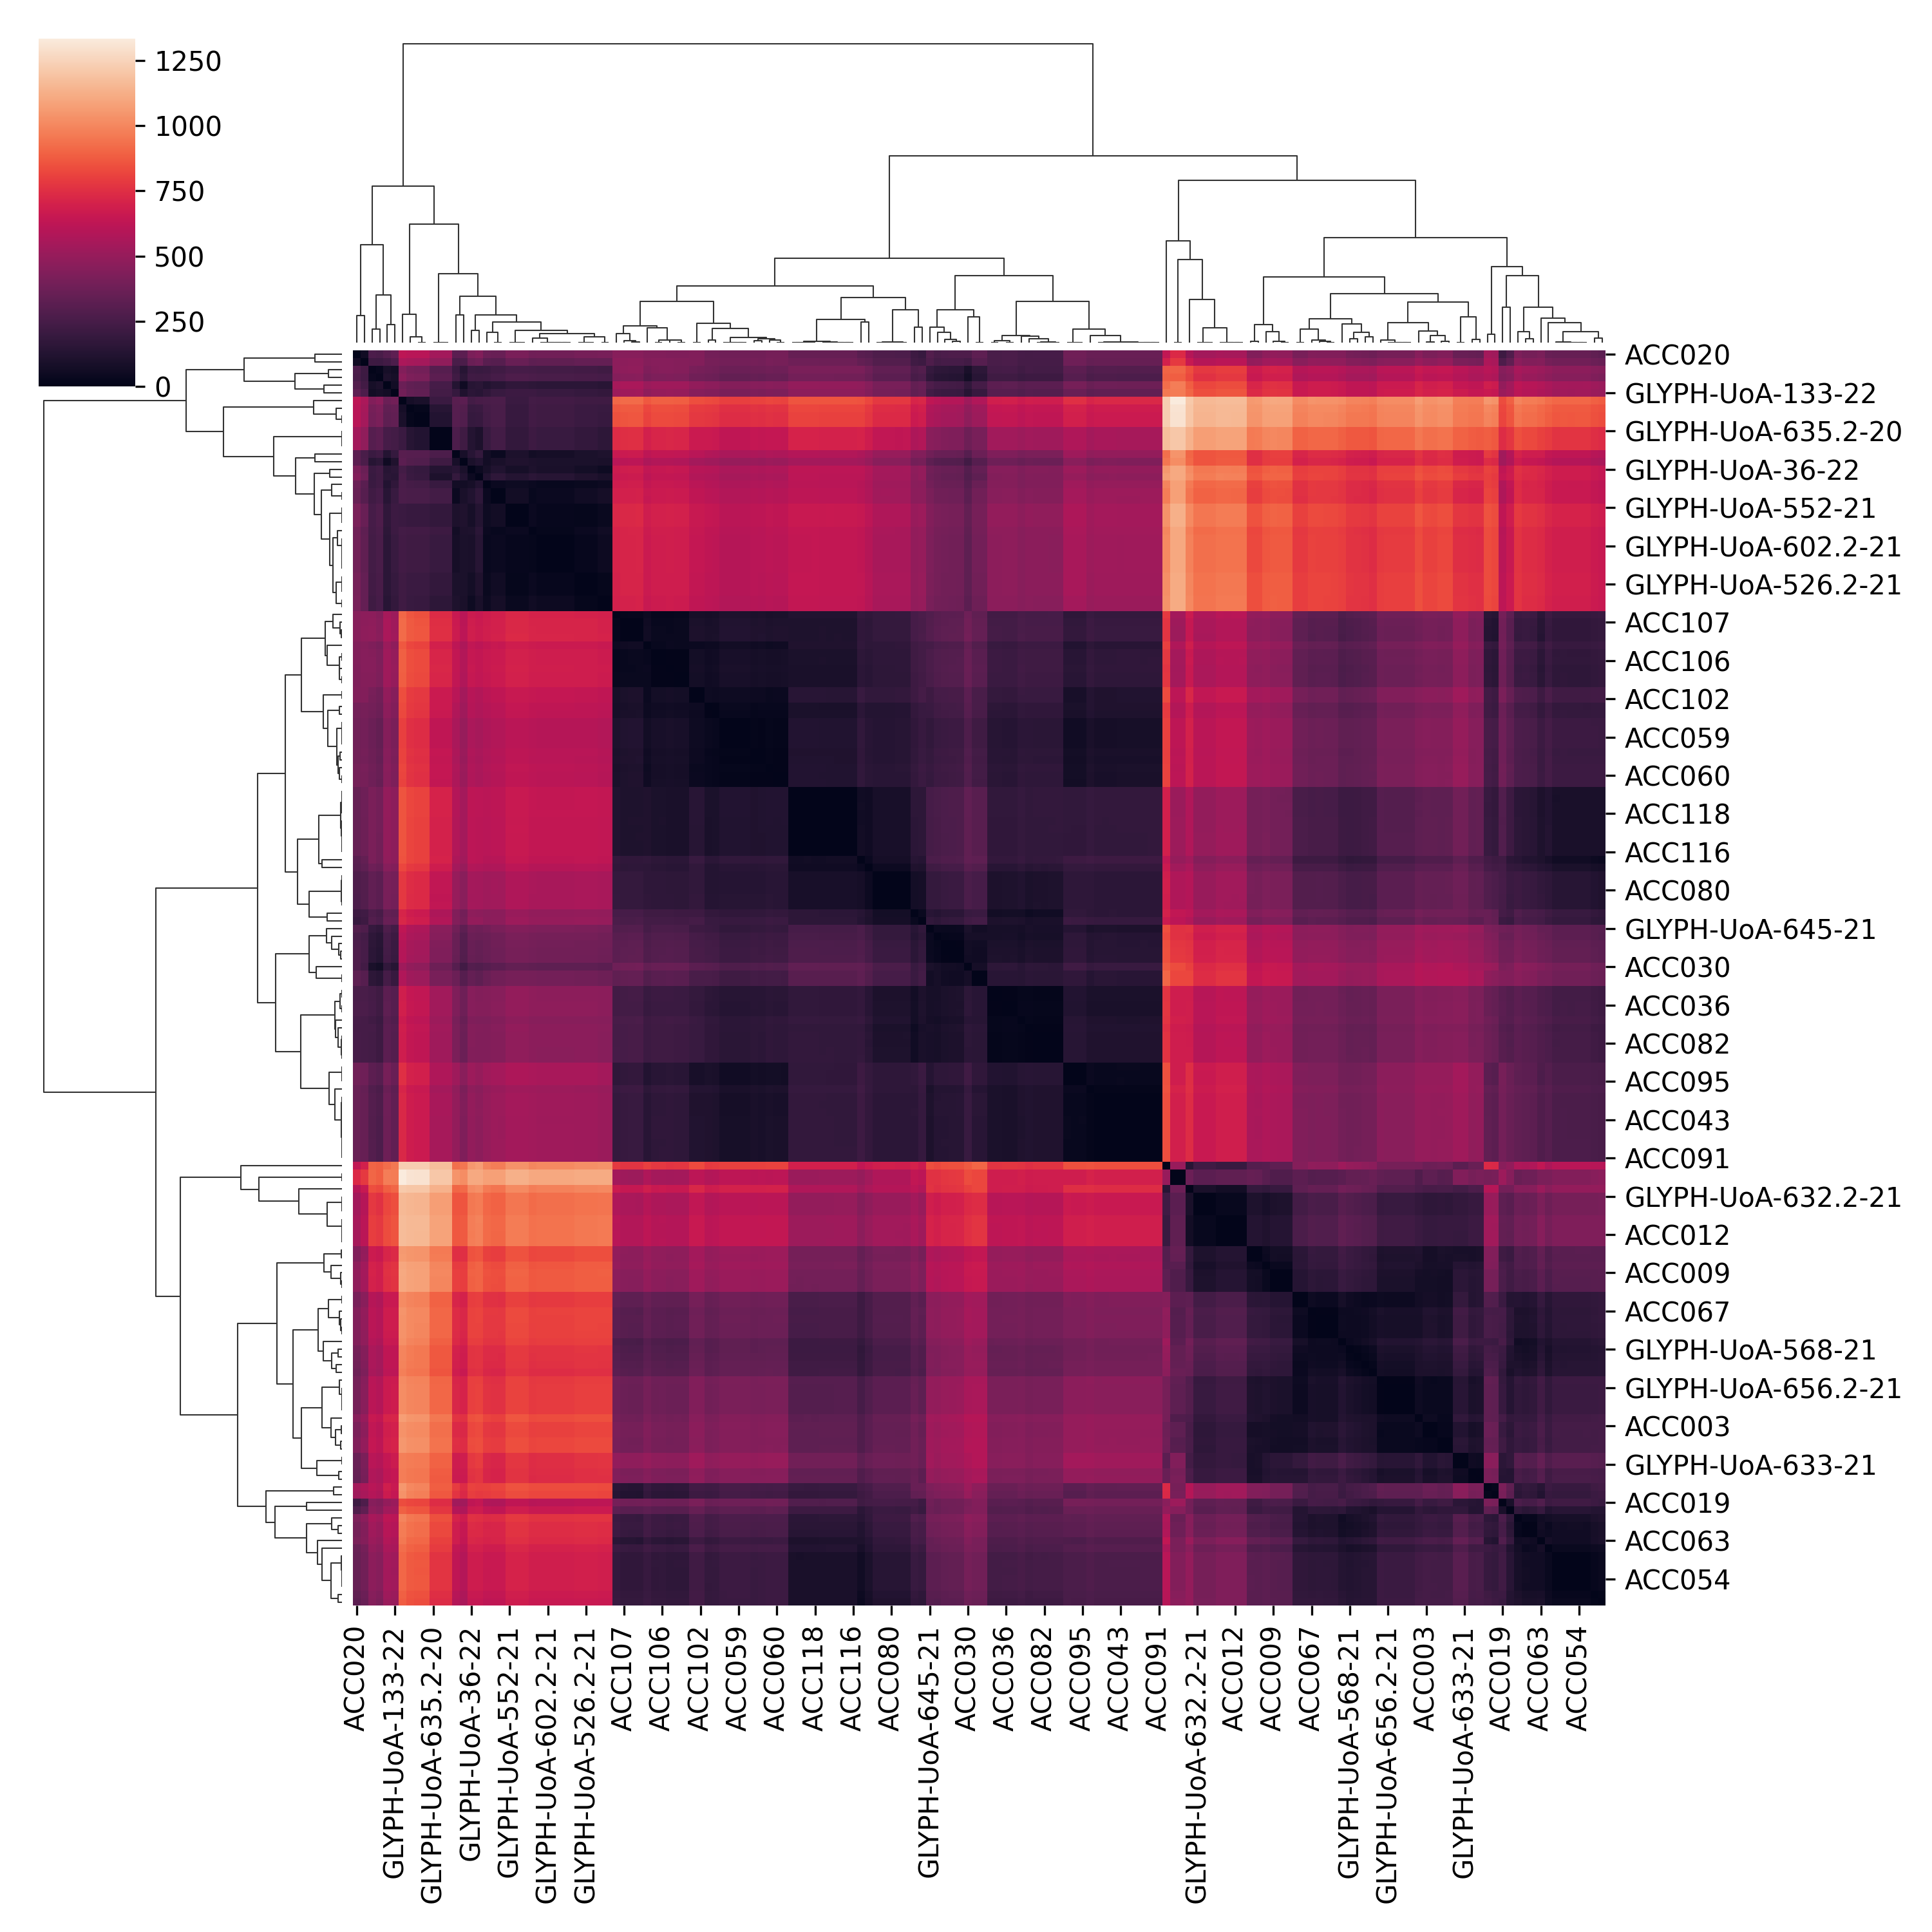 1250
1000
750
500
250
0
ACC020
GLYPH-UoA-133-22
GLYPH-UoA-635.2-20
GLYPH-UoA-36-22
GLYPH-UoA-552-21
GLYPH-UoA-602.2-21
GLYPH-UoA-526.2-21
ACC107
ACC106
ACC102
ACC059
ACC060
ACC118
ACC116
ACC080
GLYPH-UoA-645-21
ACC030
ACC036
ACC082
ACC095
ACC043
ACC091
GLYPH-UoA-632.2-21
ACC012
ACC009
ACC067
GLYPH-UoA-568-21
GLYPH-UoA-656.2-21
ACC003
GLYPH-UoA-633-21
ACC019
ACC063
ACC054
ACC020
GLYPH-UoA-133-22
GLYPH-UoA-635.2-20
GLYPH-UoA-36-22
GLYPH-UoA-552-21
GLYPH-UoA-602.2-21
GLYPH-UoA-526.2-21
ACC107
ACC106
ACC102
ACC059
ACC060
ACC118
ACC116
ACC080
GLYPH-UoA-645-21
ACC030
ACC036
ACC082
ACC095
ACC043
ACC091
GLYPH-UoA-632.2-21
ACC012
ACC009
ACC067
GLYPH-UoA-568-21
GLYPH-UoA-656.2-21
ACC003
GLYPH-UoA-633-21
ACC019
ACC063
ACC054